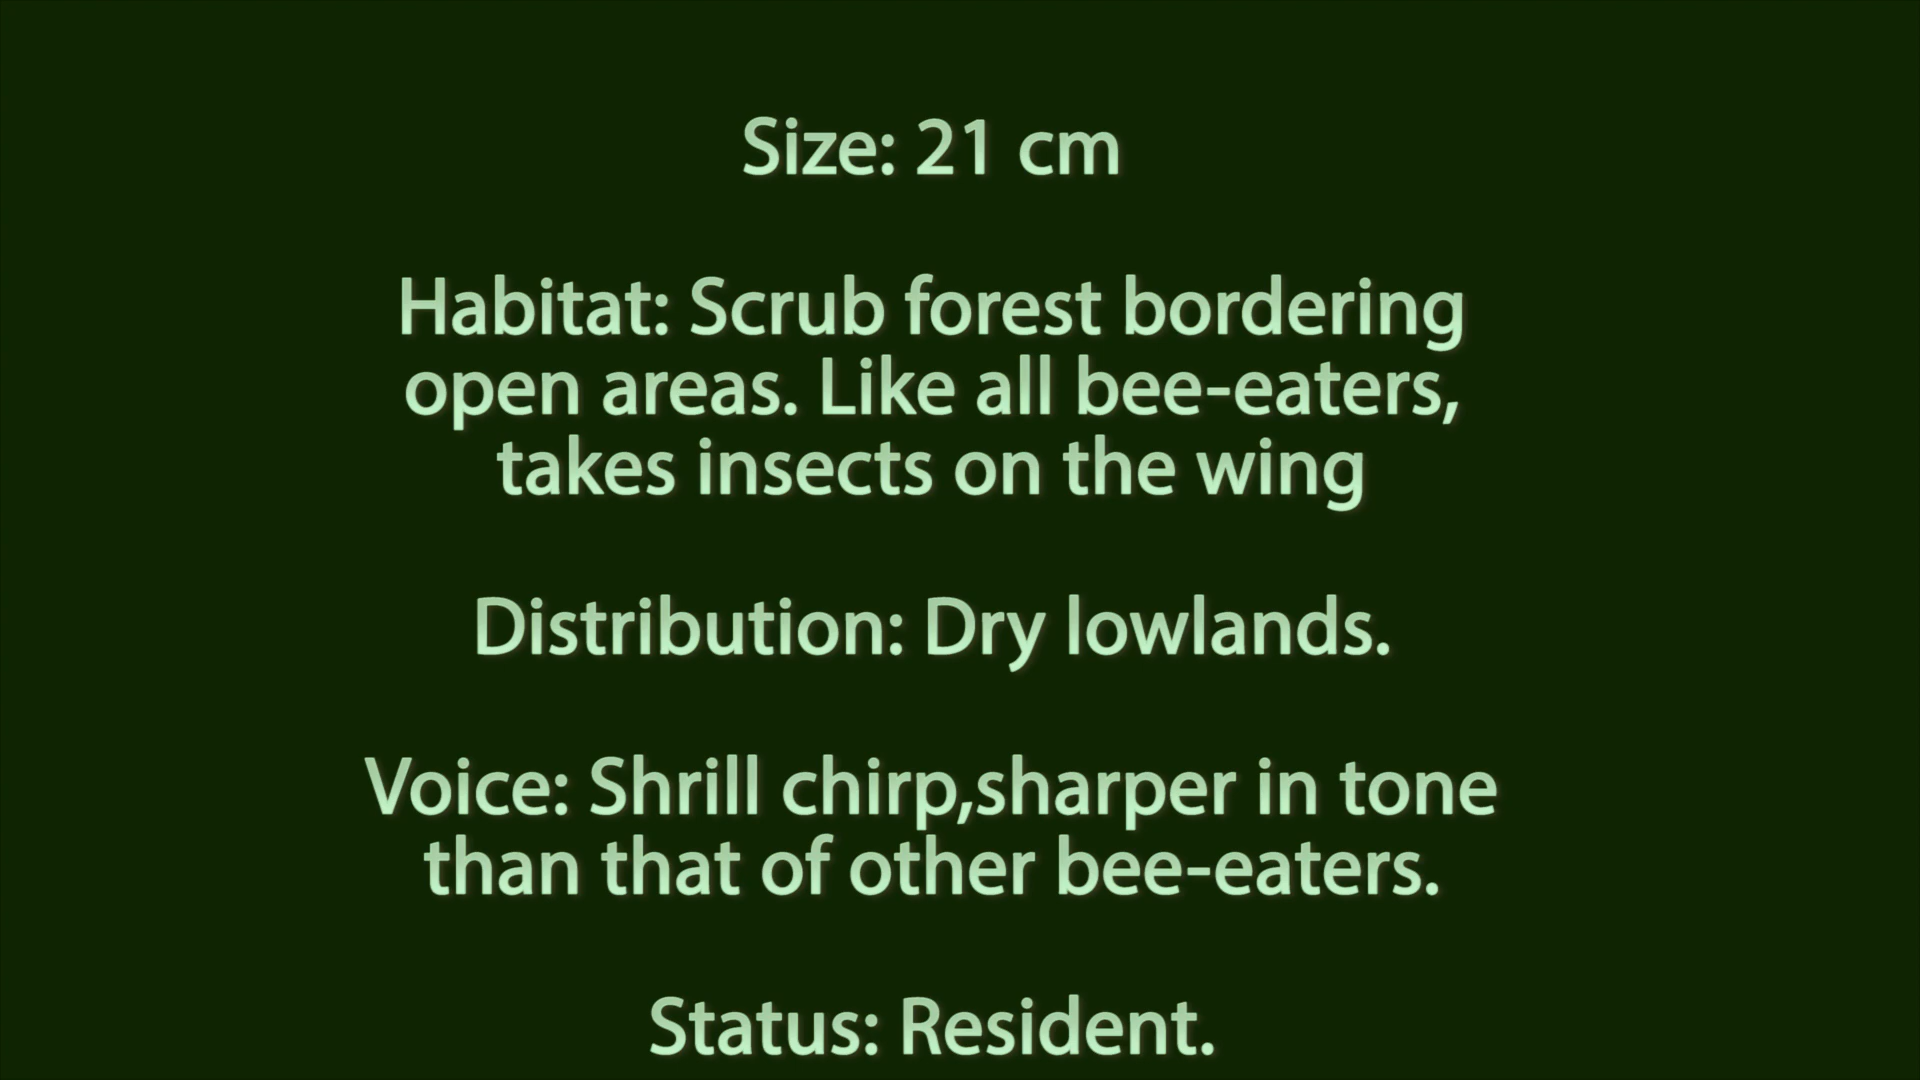 Size: 21 cm
Habitat: Scrub forest bordering
open areas. Like all bee-eaters,
takes insects on the wing
Distribution: Dry lowlands.
Voice: Shrill chirp,sharper in tone
than that of other bee-eaters.
Status: Resident.